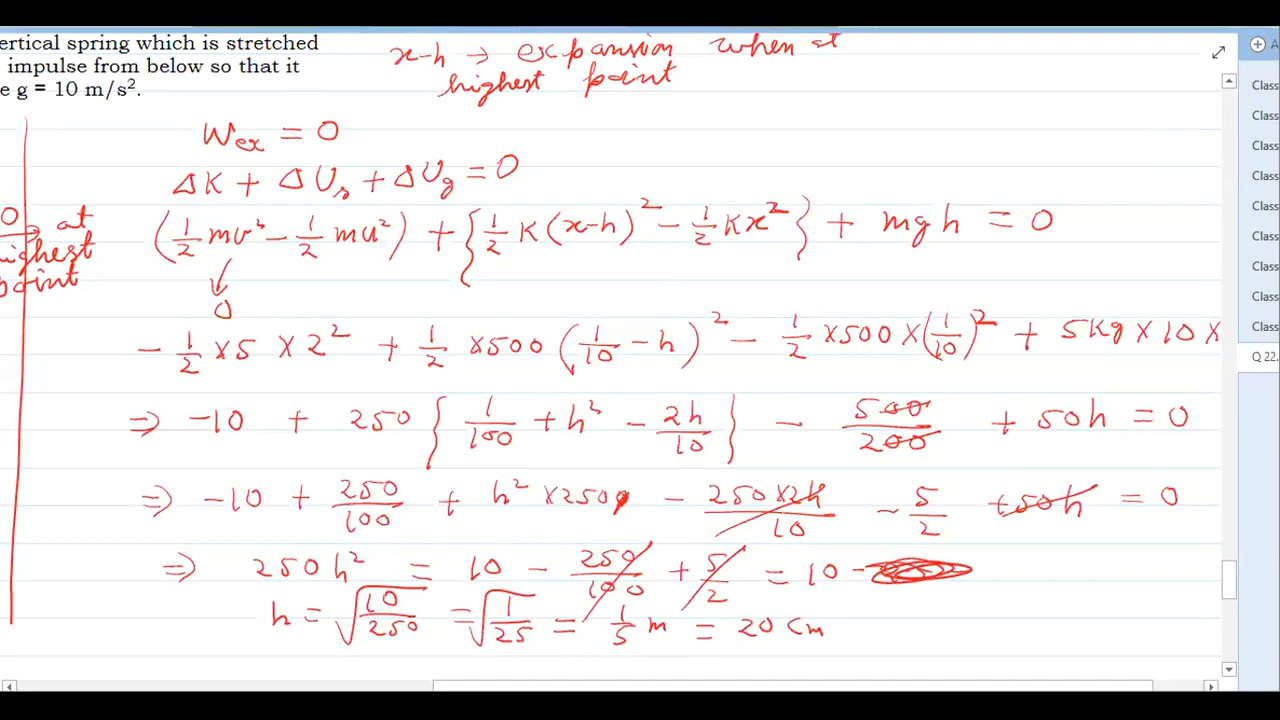 ertical spring which is stretched
impulse from below so that it
e g = 10 m/s².
x-h → expansion when at
highest point
W_ex = 0
ΔK + ΔU_s + ΔU_g = 0
0 → at
ighest
point
(1/2 mv² - 1/2 mu²) + {1/2 K(x-h)² - 1/2 Kx²} + mgh = 0
0
- 1/2 × 5 × 2² + 1/2 × 500 (1/10 - h)² - 1/2 × 500 × (1/10)² + 5Kg × 10 ×
⇒ -10 + 250 {1/100 + h² - 2h/10} - 500/200 + 50h = 0
⇒ -10 + 250/100 + h² × 250 - 250×2h/10 - 5/2 + 50h = 0
⇒ 250h² = 10 - 250/100 + 5/2 = 10 -
h = √(10/250) = √(1/25) = 1/5 m = 20 cm
A
Class
Class
Class
Class
Class
Class
Class
Class
Class
Q 22.